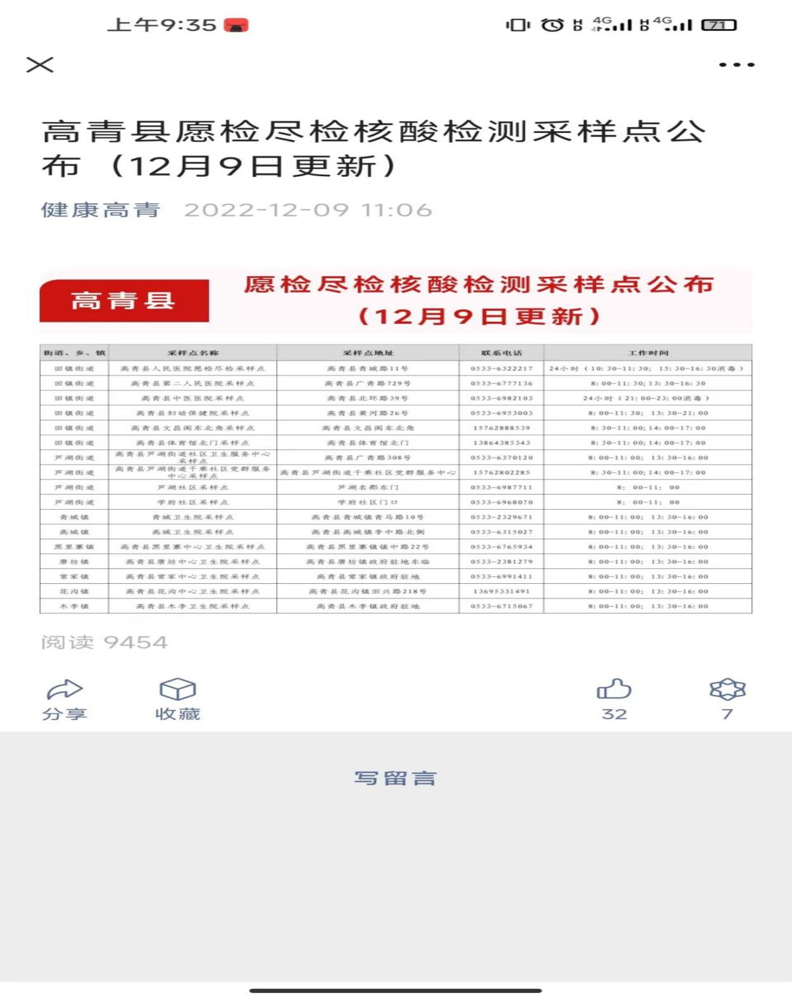 上午9:35
HD 4G HD 4G 71
高青县愿检尽检核酸检测采样点公
布（12月9日更新）
健康高青 2022-12-09 11:06
高青县
愿检尽检核酸检测采样点公布
（12月9日更新）
街道、乡、镇 采样点名称 采样点地址 联系电话 工作时间
田镇街道 高青县人民医院愿检尽检采样点 高青县青城路11号 0533-6322217 24小时（10:30-11:30; 15:30-16:30消毒）
田镇街道 高青县第二人民医院采样点 高青县广青路729号 0533-6777136 8:00-11:30;13:30-16:30
田镇街道 高青县中医医院采样点 高青县北环路39号 0533-6982103 24小时（21:00-23:00消毒）
田镇街道 高青县妇幼保健院采样点 高青县黄河路26号 0533-6953003 8:00-11:30; 13:30-21:00
田镇街道 高青县文昌阁东北角采样点 高青县文昌阁东北角 15762888539 8:30-11:00;14:00-17:00
田镇街道 高青县体育馆北门采样点 高青县体育馆北门 13864385343 8:30-11:00;14:00-17:00
芦湖街道 高青县芦湖街道社区卫生服务中心
采样点 高青县广青路308号 0533-6370120 8:00-11:00; 13:30-16:00
芦湖街道 高青县芦湖街道千乘社区党群服务
中心采样点 高青县芦湖街道千乘社区党群服务中心 15762802285 8:30-11:00;14:00-17:00
芦湖街道 芦湖社区采样点 芦湖名郡东门 0533-6987711 8: 00-11: 00
芦湖街道 学府社区采样点 学府社区门口 0533-6968070 8: 00-11: 00
青城镇 青城卫生院采样点 高青县青城镇青马路10号 0533-2329671 8:00-11:00; 13:30-16:00
高城镇 高城卫生院采样点 高青县高城镇李中路北侧 0533-6315027 8:00-11:00; 13:30-16:00
黑里寨镇 高青县黑里寨中心卫生院采样点 高青县黑里寨镇镇中路22号 0533-6765934 8:00-11:00; 13:30-16:00
唐坊镇 高青县唐坊中心卫生院采样点 高青县唐坊镇政府驻地东临 0533-2381279 8:00-11:00; 13:30-16:00
常家镇 高青县常家中心卫生院采样点 高青县常家镇政府驻地 0533-6991411 8:00-11:00; 13:30-16:00
花沟镇 高青县花沟中心卫生院采样点 高青县花沟镇田兴路218号 13695331491 8:00-11:00; 13:30-16:00
木李镇 高青县木李卫生院采样点 高青县木李镇政府驻地 0533-6715067 8:00-11:00; 13:30-16:00
阅读 9454
分享 收藏 32 7
写留言